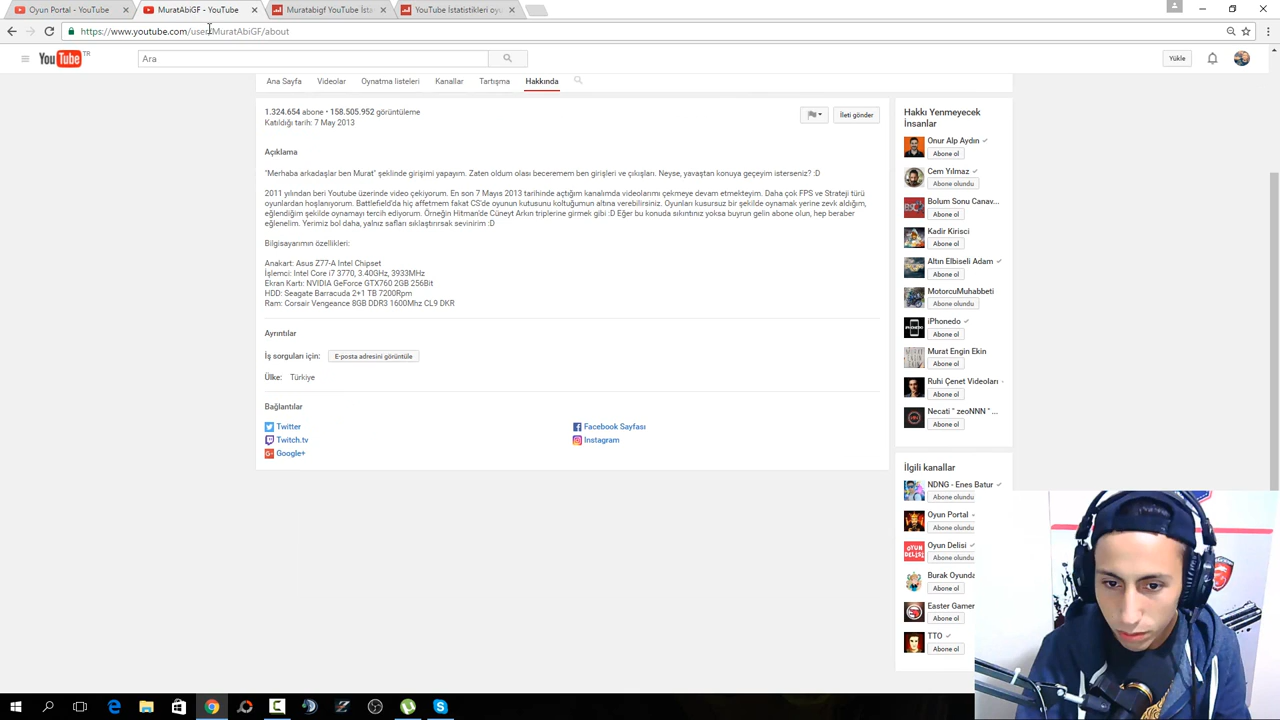 Oyun Portal - YouTube
MuratAbiGF - YouTube
Muratabigf YouTube İsta
YouTube İstatistikleri oyu
https://www.youtube.com/user/MuratAbiGF/about
YouTube TR
Ara
Yükle
Ana Sayfa Videolar Oynatma listeleri Kanallar Tartışma Hakkında
1.324.654 abone • 158.505.952 görüntüleme
Katıldığı tarih: 7 May 2013
İleti gönder
Açıklama
"Merhaba arkadaşlar ben Murat" şeklinde girişimi yapayım. Zaten oldum olası beceremem ben girişleri ve çıkışları. Neyse, yavaştan konuya geçeyim isterseniz? :D
2011 yılından beri Youtube üzerinde video çekiyorum. En son 7 Mayıs 2013 tarihinde açtığım kanalımda videolarımı çekmeye devam etmekteyim. Daha çok FPS ve Strateji türü
oyunlardan hoşlanıyorum. Battlefield'da hiç affetmem fakat CS'de oyunun kutusunu koltuğumun altına verebilirsiniz. Oyunları kusursuz bir şekilde oynamak yerine zevk aldığım,
eğlendiğim şekilde oynamayı tercih ediyorum. Örneğin Hitman'de Cüneyt Arkın triplerine girmek gibi :D Eğer bu konuda sıkıntınız yoksa buyrun gelin abone olun, hep beraber
eğlenelim. Yerimiz bol daha, yalnız safları sıklaştırırsak sevinirim :D
Bilgisayarımın özellikleri:
Anakart: Asus Z77-A Intel Chipset
İşlemci: Intel Core i7 3770, 3.40GHz, 3933MHz
Ekran Kartı: NVIDIA GeForce GTX760 2GB 256Bit
HDD: Seagate Barracuda 2+1 TB 7200Rpm
Ram: Corsair Vengeance 8GB DDR3 1600Mhz CL9 DKR
Ayrıntılar
İş sorguları için: E-posta adresini görüntüle
Ülke: Türkiye
Bağlantılar
Twitter
Facebook Sayfası
Twitch.tv
Instagram
Google+
Hakkı Yenmeyecek
İnsanlar
Onur Alp Aydın
Abone ol
Cem Yılmaz
Abone olundu
Bolum Sonu Canav...
Abone ol
Kadir Kirisci
Abone ol
Altın Elbiseli Adam
Abone ol
MotorcuMuhabbeti
Abone olundu
iPhonedo
Abone ol
Murat Engin Ekin
Abone ol
Ruhi Çenet Videoları
Abone ol
Necati " zeoNNN " ...
Abone ol
İlgili kanallar
NDNG - Enes Batur
Abone olundu
Oyun Portal
Abone olundu
OYUN DELİSİ
Oyun Delisi
Abone olundu
Burak Oyunda
Abone ol
Easter Gamer
Abone ol
TTO
Abone ol